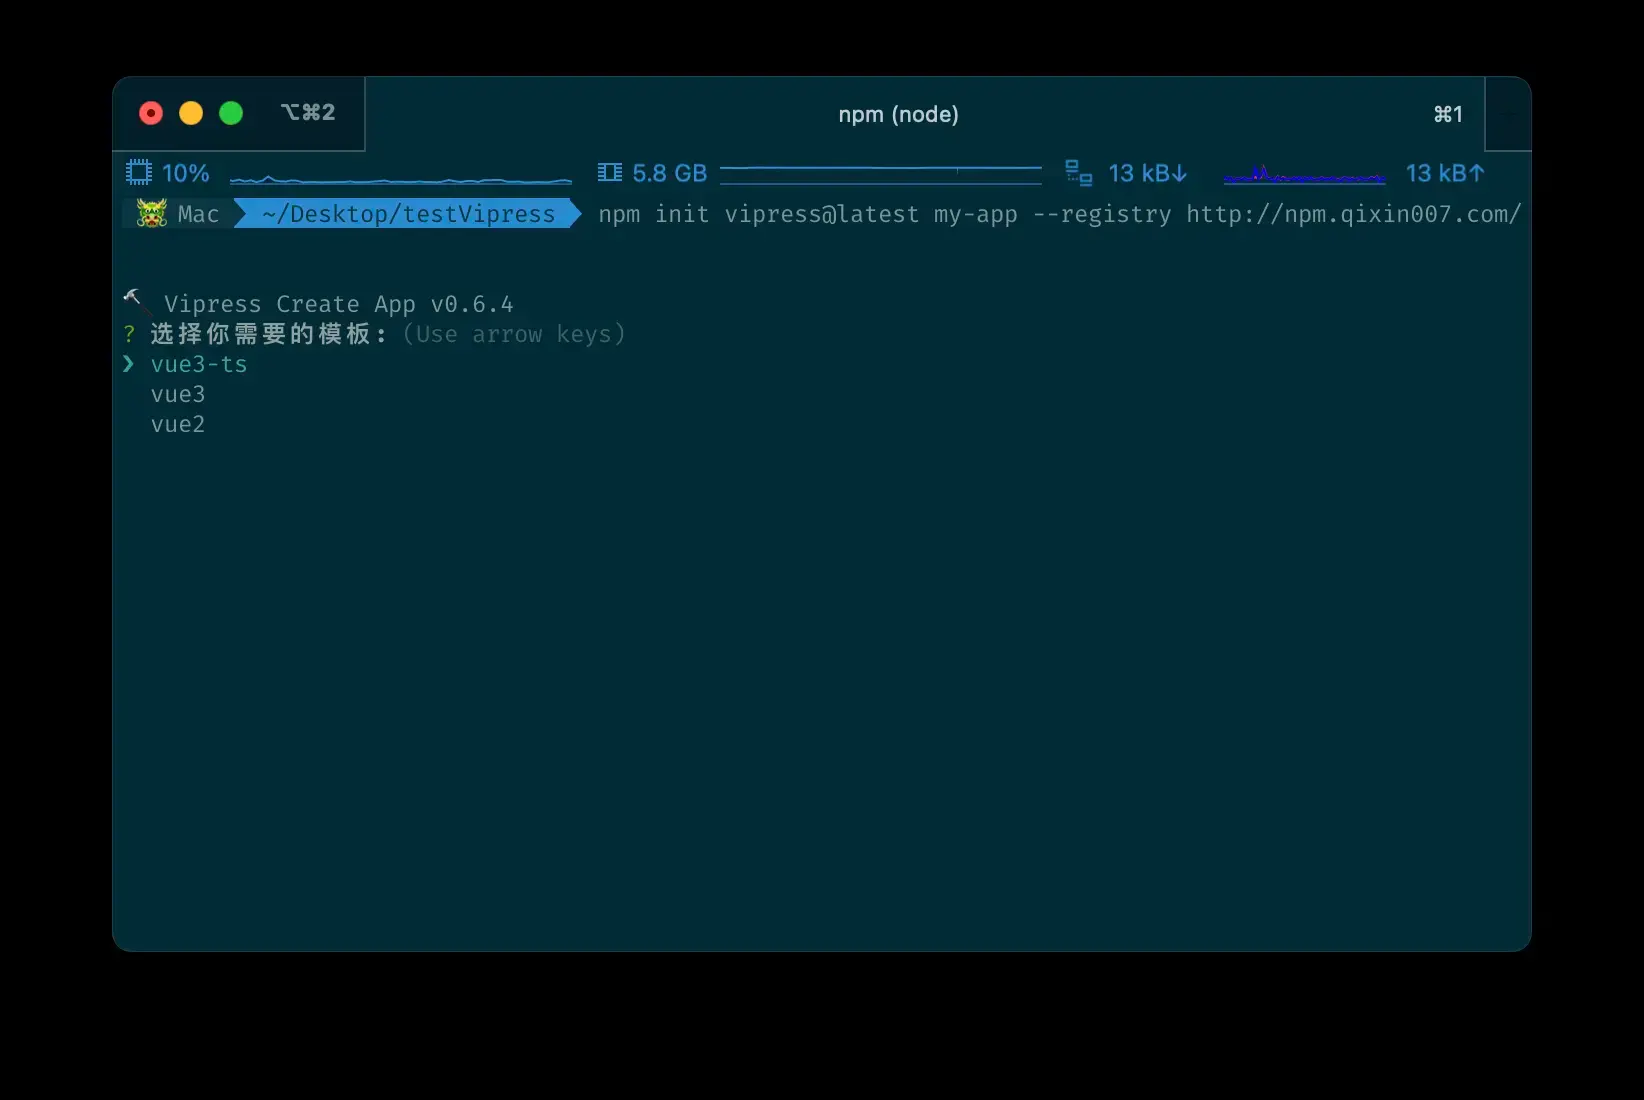 ⌥⌘2 npm (node) ⌘1
10% 5.8 GB 13 kB↓ 13 kB↑
Mac ~/Desktop/testVipress npm init vipress@latest my-app --registry http://npm.qixin007.com/
Vipress Create App v0.6.4
? 选择你需要的模板: (Use arrow keys)
❯ vue3-ts
vue3
vue2